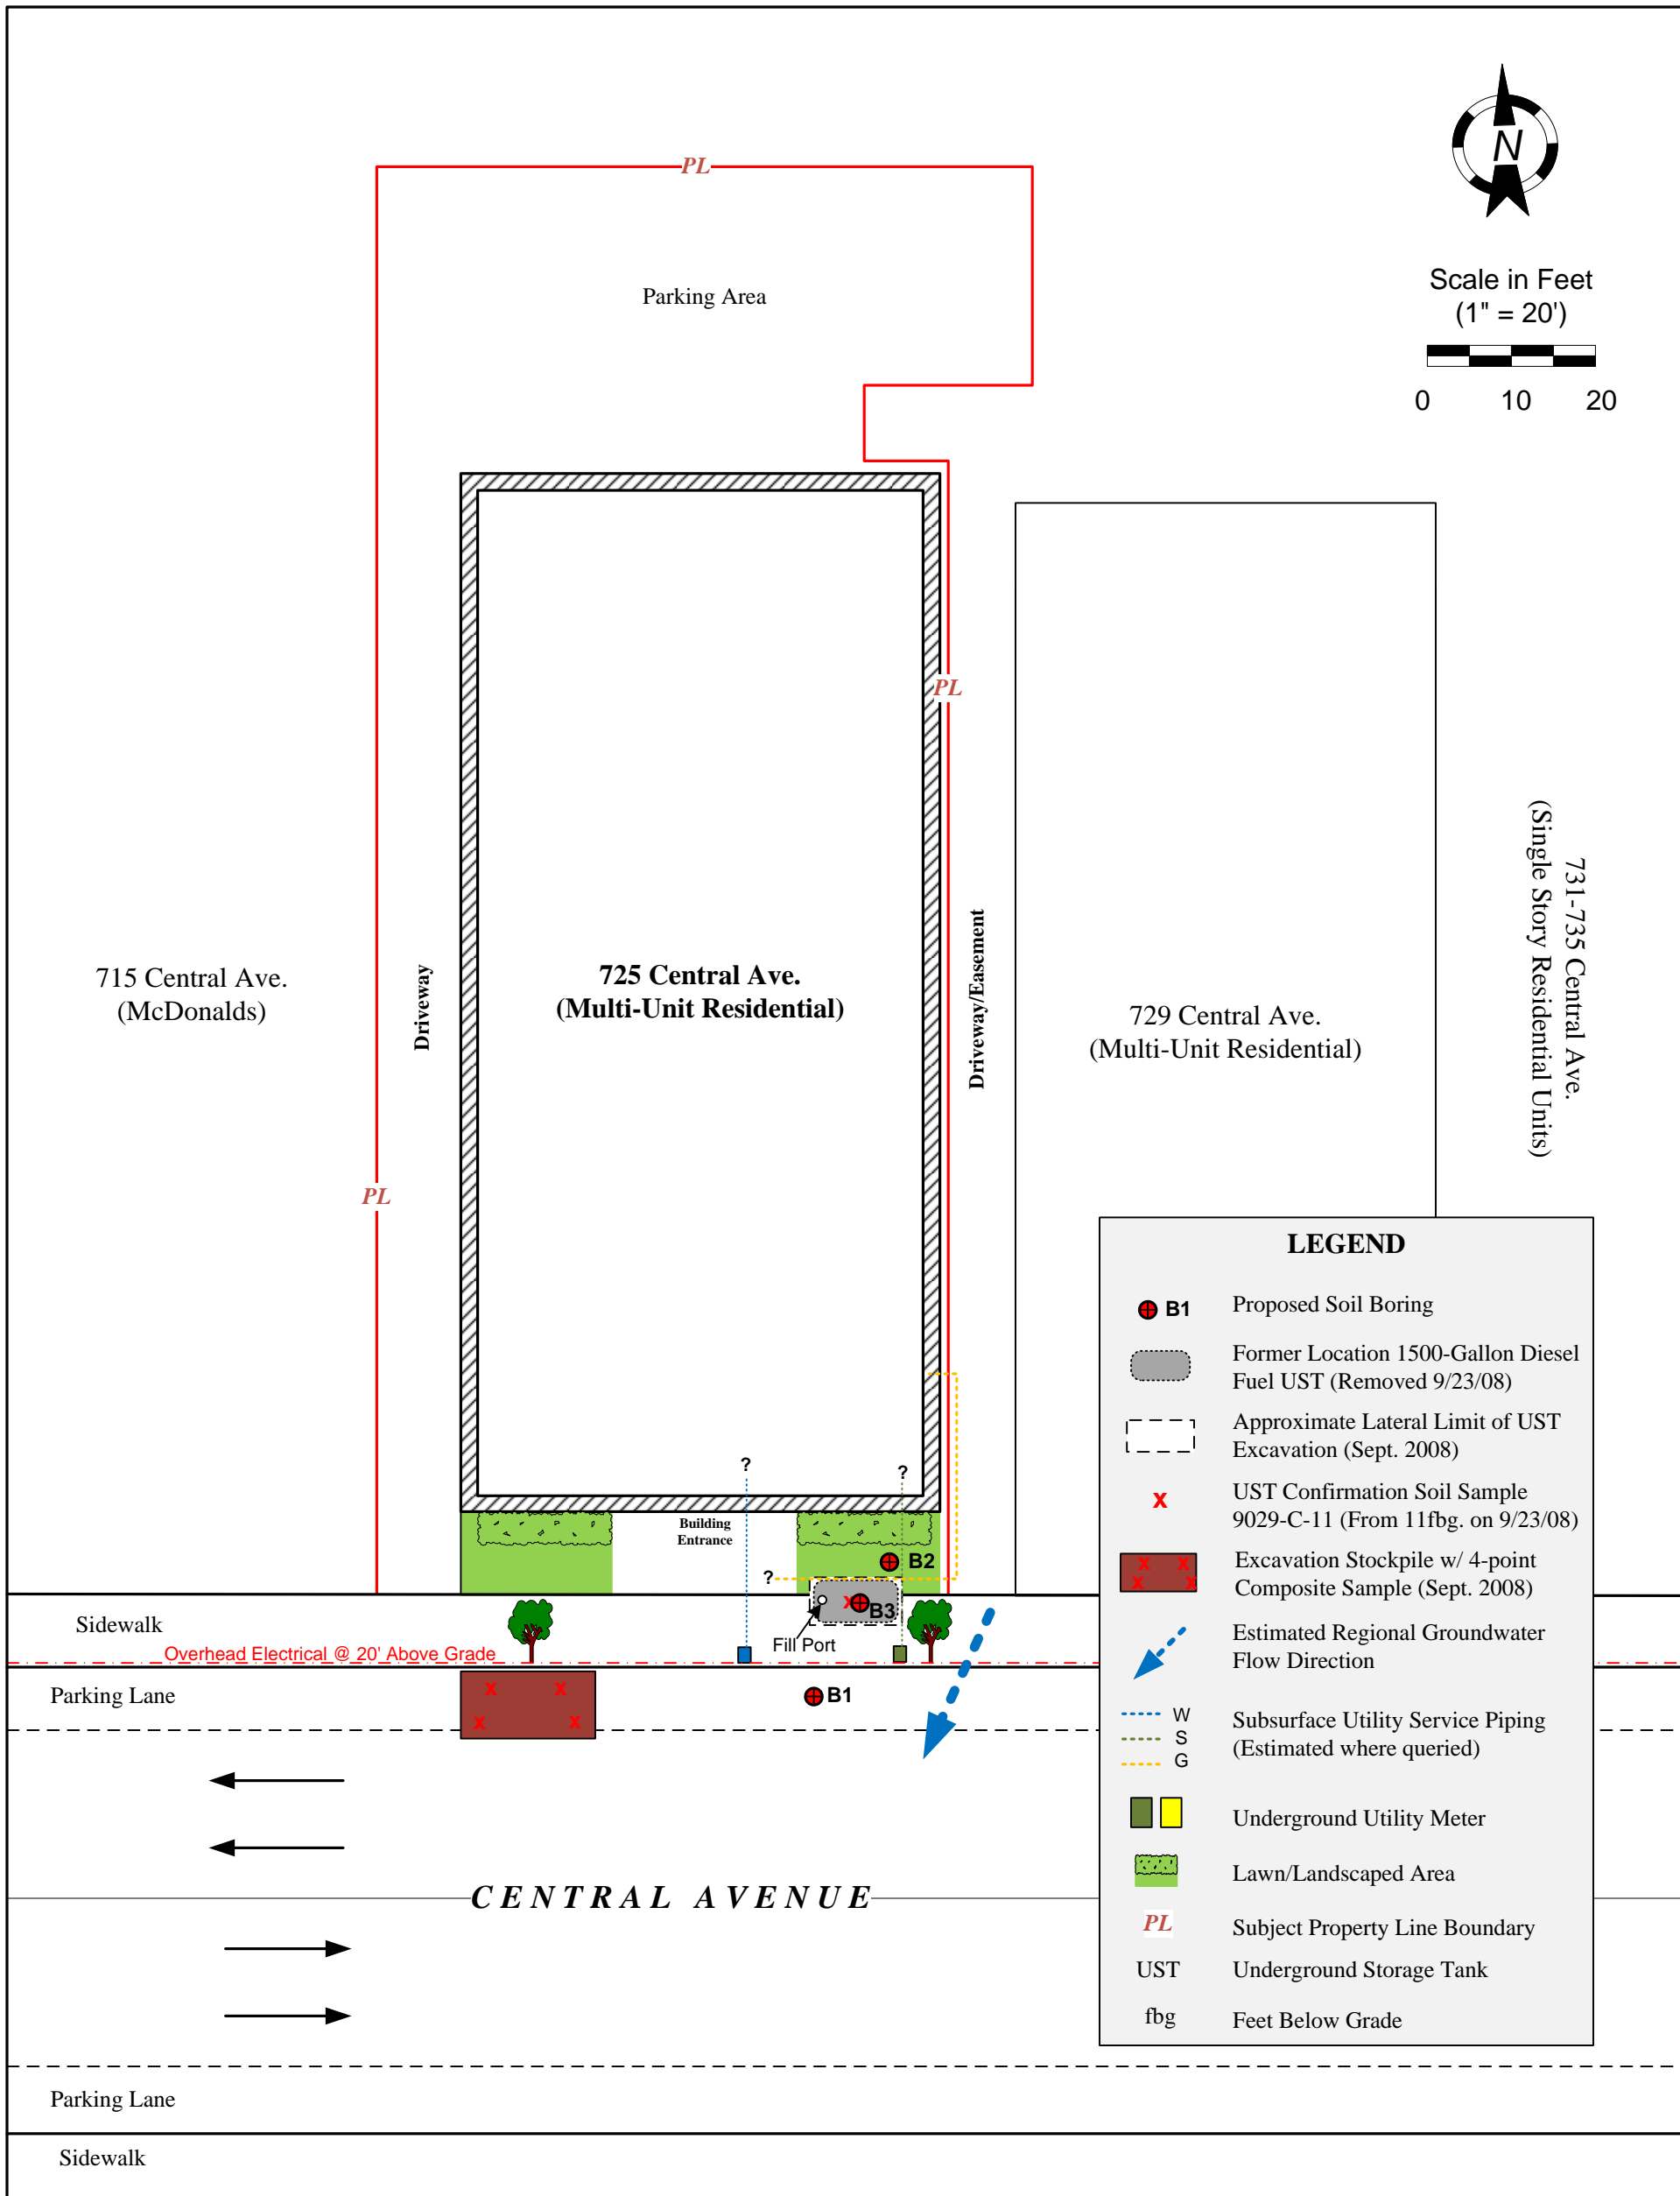 N
Scale in Feet
(1" = 20')
0 10 20
PL
Parking Area
PL
731-735 Central Ave.
(Single Story Residential Units)
715 Central Ave.
(McDonalds)
Driveway
725 Central Ave.
(Multi-Unit Residential)
Driveway/Easement
729 Central Ave.
(Multi-Unit Residential)
PL
?
?
Building
Entrance
B2
?
B3
Fill Port
Sidewalk
Overhead Electrical @ 20' Above Grade
Parking Lane
x x
x x
x
B1
CENTRAL AVENUE
Parking Lane
Sidewalk
LEGEND
B1 Proposed Soil Boring
Former Location 1500-Gallon Diesel
Fuel UST (Removed 9/23/08)
Approximate Lateral Limit of UST
Excavation (Sept. 2008)
x UST Confirmation Soil Sample
9029-C-11 (From 11fbg. on 9/23/08)
x x Excavation Stockpile w/ 4-point
x x Composite Sample (Sept. 2008)
Estimated Regional Groundwater
Flow Direction
W
S
G
Subsurface Utility Service Piping
(Estimated where queried)
Underground Utility Meter
Lawn/Landscaped Area
PL Subject Property Line Boundary
UST Underground Storage Tank
fbg Feet Below Grade